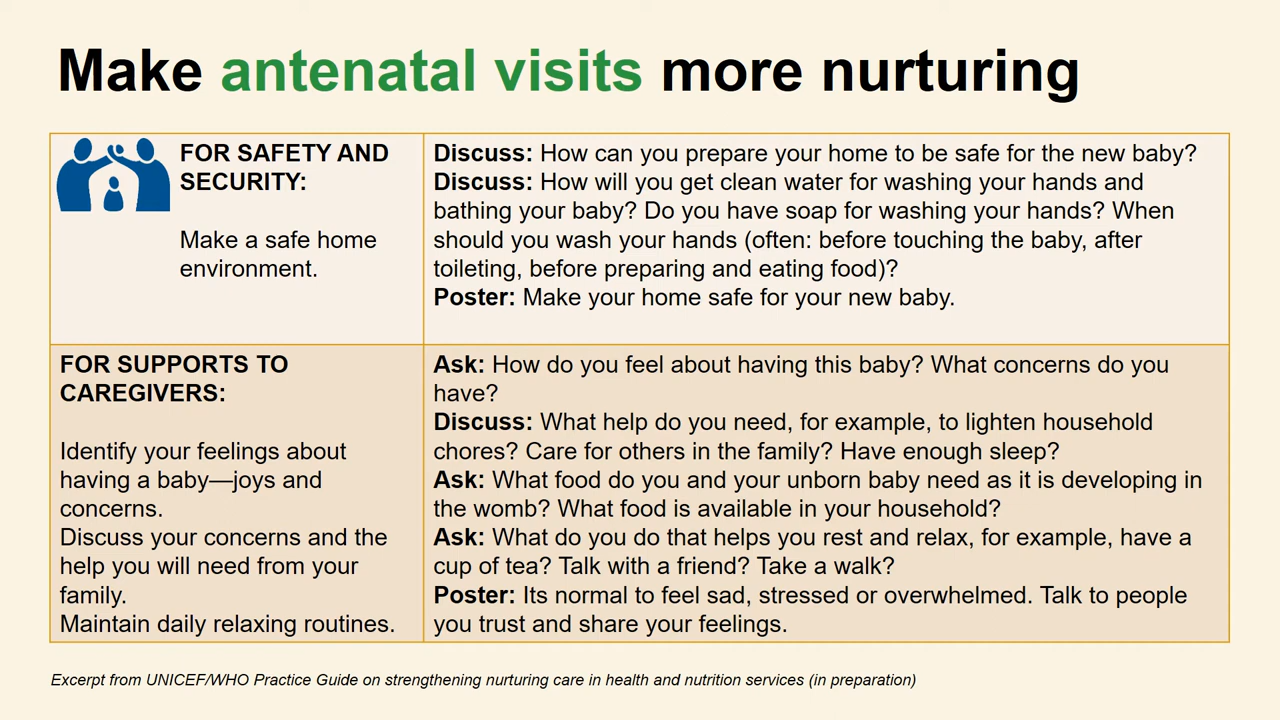 Make antenatal visits more nurturing
FOR SAFETY AND
SECURITY:
Make a safe home
environment.
Discuss: How can you prepare your home to be safe for the new baby?
Discuss: How will you get clean water for washing your hands and
bathing your baby? Do you have soap for washing your hands? When
should you wash your hands (often: before touching the baby, after
toileting, before preparing and eating food)?
Poster: Make your home safe for your new baby.
FOR SUPPORTS TO
CAREGIVERS:
Identify your feelings about
having a baby—joys and
concerns.
Discuss your concerns and the
help you will need from your
family.
Maintain daily relaxing routines.
Ask: How do you feel about having this baby? What concerns do you
have?
Discuss: What help do you need, for example, to lighten household
chores? Care for others in the family? Have enough sleep?
Ask: What food do you and your unborn baby need as it is developing in
the womb? What food is available in your household?
Ask: What do you do that helps you rest and relax, for example, have a
cup of tea? Talk with a friend? Take a walk?
Poster: Its normal to feel sad, stressed or overwhelmed. Talk to people
you trust and share your feelings.
Excerpt from UNICEF/WHO Practice Guide on strengthening nurturing care in health and nutrition services (in preparation)